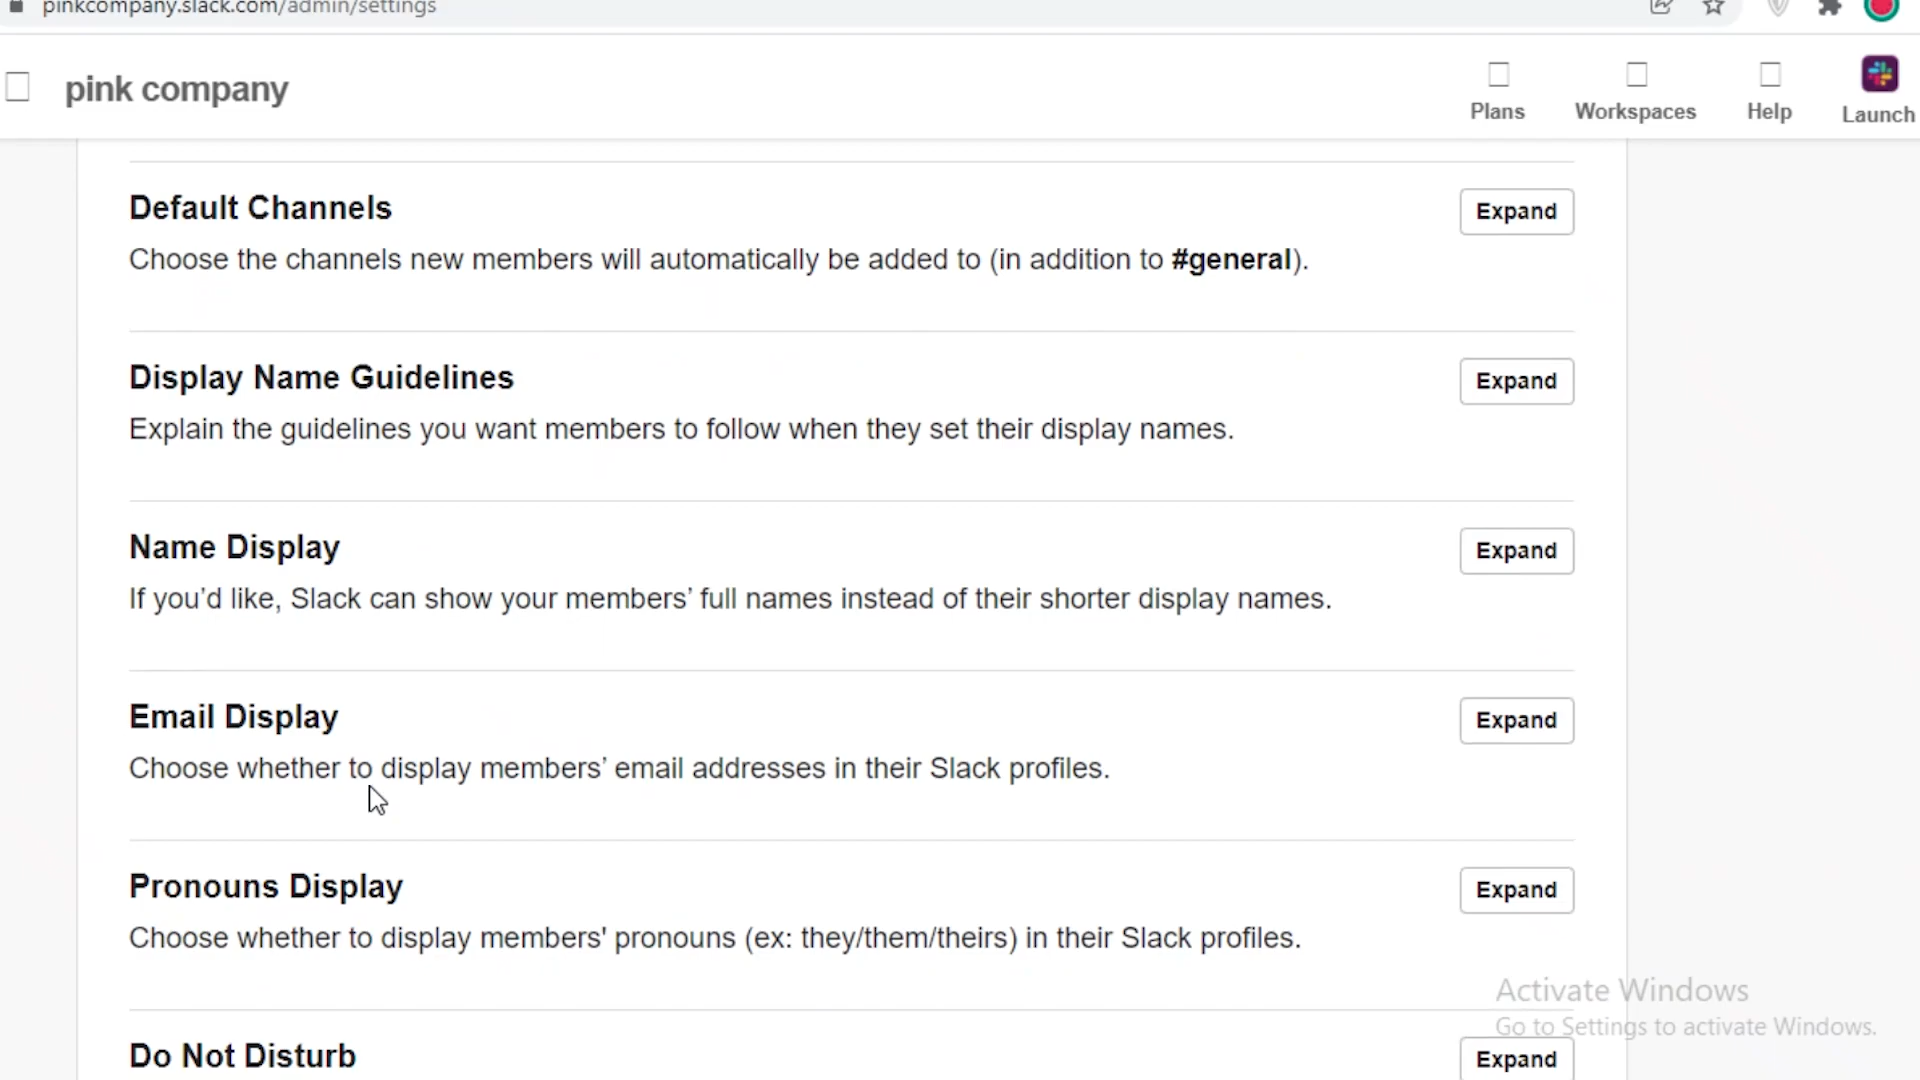 pinkcompany.slack.com/admin/settings
pink company
Plans
Workspaces
Help
Launch
Default Channels
Expand
Choose the channels new members will automatically be added to (in addition to #general).
Display Name Guidelines
Expand
Explain the guidelines you want members to follow when they set their display names.
Name Display
Expand
If you’d like, Slack can show your members’ full names instead of their shorter display names.
Email Display
Expand
Choose whether to display members’ email addresses in their Slack profiles.
Pronouns Display
Expand
Choose whether to display members' pronouns (ex: they/them/theirs) in their Slack profiles.
Activate Windows
Go to Settings to activate Windows.
Do Not Disturb
Expand